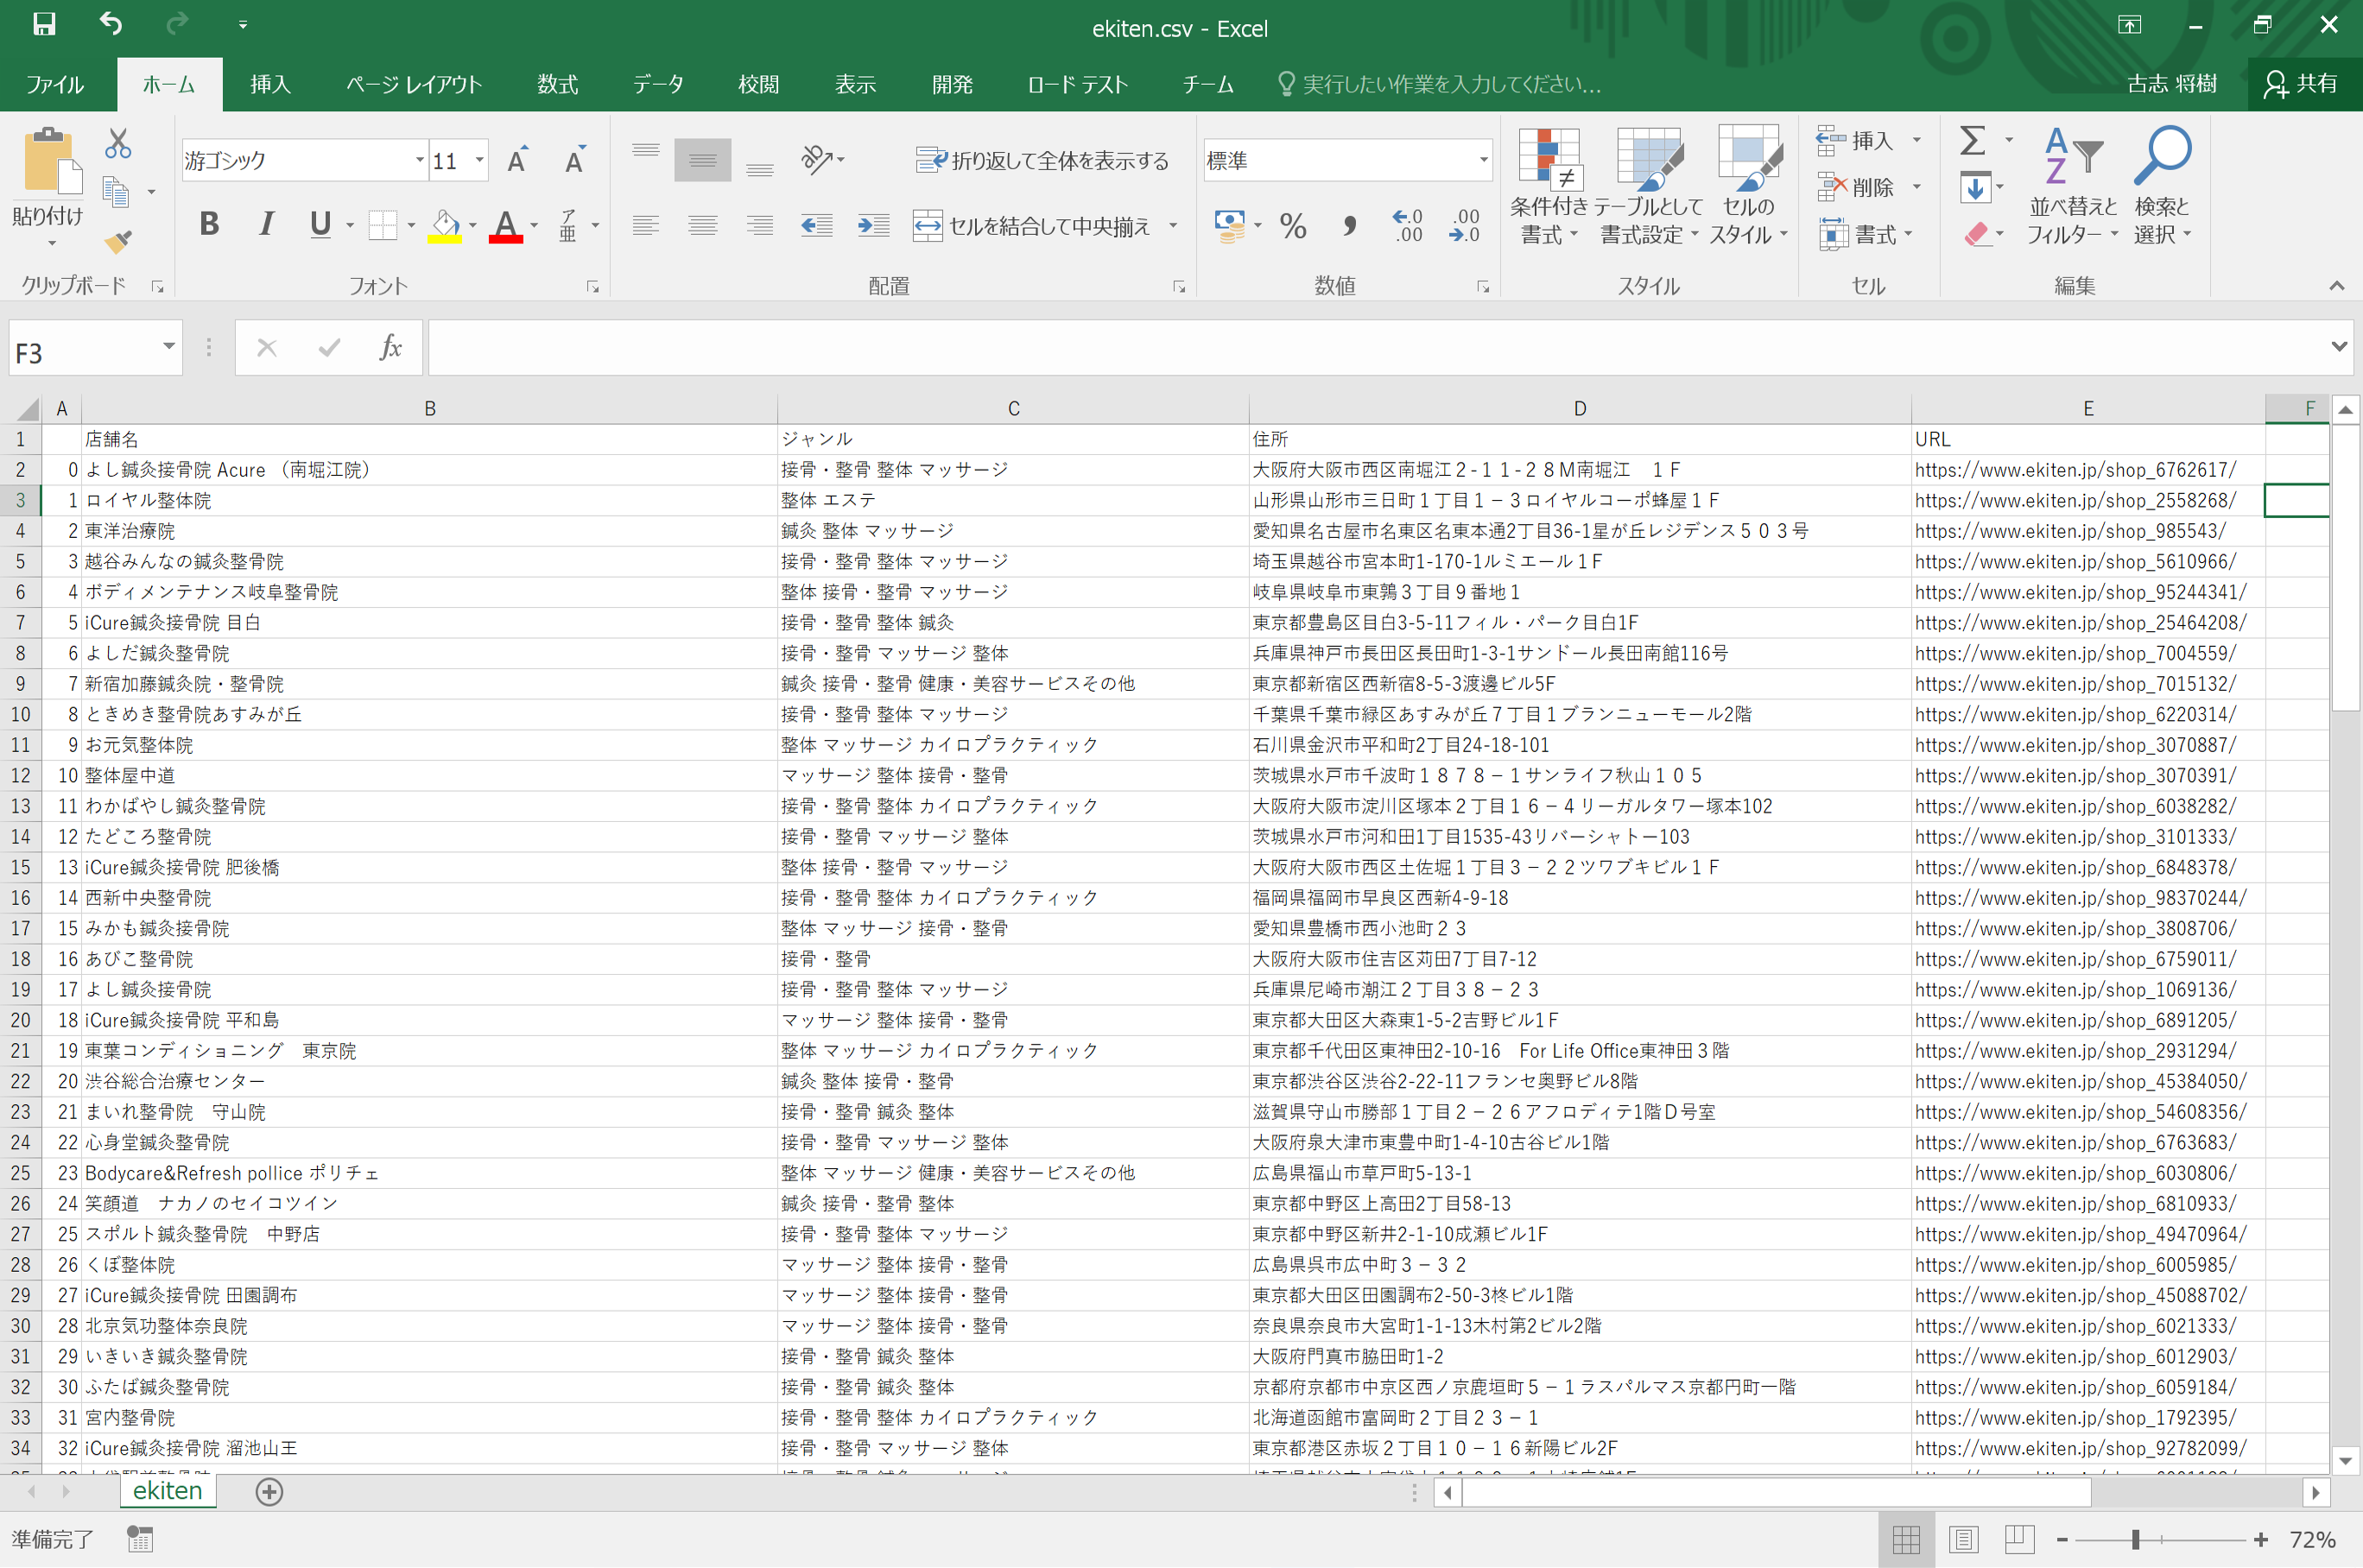 ekiten.csv - Excel
ファイル ホーム 挿入 ページ レイアウト 数式 データ 校閲 表示 開発 ロード テスト チーム 実行したい作業を入力してください... 古志 将樹 共有
游ゴシック 11 折り返して全体を表示する 標準 挿入
貼り付け 削除
条件付き書式 テーブルとして書式設定 セルのスタイル 並べ替えとフィルター 検索と選択
B I U A ア亜 セルを結合して中央揃え % , 書式
クリップボード フォント 配置 数値 スタイル セル 編集
F3 fx
A B C D E F
1 店舗名 ジャンル 住所 URL
2 0 よし鍼灸接骨院 Acure （南堀江院） 接骨・整骨 整体 マッサージ 大阪府大阪市西区南堀江２-１１-２８Ｍ南堀江　１Ｆ https://www.ekiten.jp/shop_6762617/
3 1 ロイヤル整体院 整体 エステ 山形県山形市三日町１丁目１－３ロイヤルコーポ蜂屋１Ｆ https://www.ekiten.jp/shop_2558268/
4 2 東洋治療院 鍼灸 整体 マッサージ 愛知県名古屋市名東区名東本通2丁目36-1星が丘レジデンス５０３号 https://www.ekiten.jp/shop_985543/
5 3 越谷みんなの鍼灸整骨院 接骨・整骨 整体 マッサージ 埼玉県越谷市宮本町1-170-1ルミエール１F https://www.ekiten.jp/shop_5610966/
6 4 ボディメンテナンス岐阜整骨院 整体 接骨・整骨 マッサージ 岐阜県岐阜市東鶉３丁目９番地１ https://www.ekiten.jp/shop_95244341/
7 5 iCure鍼灸接骨院 目白 接骨・整骨 整体 鍼灸 東京都豊島区目白3-5-11フィル・パーク目白1F https://www.ekiten.jp/shop_25464208/
8 6 よしだ鍼灸整骨院 接骨・整骨 マッサージ 整体 兵庫県神戸市長田区長田町1-3-1サンドール長田南館116号 https://www.ekiten.jp/shop_7004559/
9 7 新宿加藤鍼灸院・整骨院 鍼灸 接骨・整骨 健康・美容サービスその他 東京都新宿区西新宿8-5-3渡邊ビル5F https://www.ekiten.jp/shop_7015132/
10 8 ときめき整骨院あすみが丘 接骨・整骨 整体 マッサージ 千葉県千葉市緑区あすみが丘７丁目１ブランニューモール2階 https://www.ekiten.jp/shop_6220314/
11 9 お元気整体院 整体 マッサージ カイロプラクティック 石川県金沢市平和町2丁目24-18-101 https://www.ekiten.jp/shop_3070887/
12 10 整体屋中道 マッサージ 整体 接骨・整骨 茨城県水戸市千波町１８７８－１サンライフ秋山１０５ https://www.ekiten.jp/shop_3070391/
13 11 わかばやし鍼灸整骨院 接骨・整骨 整体 カイロプラクティック 大阪府大阪市淀川区塚本２丁目１６－４リーガルタワー塚本102 https://www.ekiten.jp/shop_6038282/
14 12 たどころ整骨院 接骨・整骨 マッサージ 整体 茨城県水戸市河和田1丁目1535-43リバーシャトー103 https://www.ekiten.jp/shop_3101333/
15 13 iCure鍼灸接骨院 肥後橋 整体 接骨・整骨 マッサージ 大阪府大阪市西区土佐堀１丁目３－２２ツワブキビル１Ｆ https://www.ekiten.jp/shop_6848378/
16 14 西新中央整骨院 接骨・整骨 整体 カイロプラクティック 福岡県福岡市早良区西新4-9-18 https://www.ekiten.jp/shop_98370244/
17 15 みかも鍼灸接骨院 整体 マッサージ 接骨・整骨 愛知県豊橋市西小池町２３ https://www.ekiten.jp/shop_3808706/
18 16 あびこ整骨院 接骨・整骨 大阪府大阪市住吉区苅田7丁目7-12 https://www.ekiten.jp/shop_6759011/
19 17 よし鍼灸接骨院 接骨・整骨 整体 マッサージ 兵庫県尼崎市潮江２丁目３８－２３ https://www.ekiten.jp/shop_1069136/
20 18 iCure鍼灸接骨院 平和島 マッサージ 整体 接骨・整骨 東京都大田区大森東1-5-2吉野ビル1Ｆ https://www.ekiten.jp/shop_6891205/
21 19 東葉コンディショニング　東京院 整体 マッサージ カイロプラクティック 東京都千代田区東神田2-10-16　For Life Office東神田３階 https://www.ekiten.jp/shop_2931294/
22 20 渋谷総合治療センター 鍼灸 整体 接骨・整骨 東京都渋谷区渋谷2-22-11フランセ奥野ビル8階 https://www.ekiten.jp/shop_45384050/
23 21 まいれ整骨院　守山院 接骨・整骨 鍼灸 整体 滋賀県守山市勝部１丁目２－２６アフロディテ1階Ｄ号室 https://www.ekiten.jp/shop_54608356/
24 22 心身堂鍼灸整骨院 接骨・整骨 マッサージ 整体 大阪府泉大津市東豊中町1-4-10古谷ビル1階 https://www.ekiten.jp/shop_6763683/
25 23 Bodycare&Refresh pollice ポリチェ 整体 マッサージ 健康・美容サービスその他 広島県福山市草戸町5-13-1 https://www.ekiten.jp/shop_6030806/
26 24 笑顔道　ナカノのセイコツイン 鍼灸 接骨・整骨 整体 東京都中野区上高田2丁目58-13 https://www.ekiten.jp/shop_6810933/
27 25 スポルト鍼灸整骨院　中野店 接骨・整骨 整体 マッサージ 東京都中野区新井2-1-10成瀬ビル1F https://www.ekiten.jp/shop_49470964/
28 26 くぼ整体院 マッサージ 整体 接骨・整骨 広島県呉市広中町３－３２ https://www.ekiten.jp/shop_6005985/
29 27 iCure鍼灸接骨院 田園調布 マッサージ 整体 接骨・整骨 東京都大田区田園調布2-50-3柊ビル1階 https://www.ekiten.jp/shop_45088702/
30 28 北京気功整体奈良院 マッサージ 整体 接骨・整骨 奈良県奈良市大宮町1-1-13木村第2ビル2階 https://www.ekiten.jp/shop_6021333/
31 29 いきいき鍼灸整骨院 接骨・整骨 鍼灸 整体 大阪府門真市脇田町1-2 https://www.ekiten.jp/shop_6012903/
32 30 ふたば鍼灸整骨院 接骨・整骨 鍼灸 整体 京都府京都市中京区西ノ京鹿垣町５－１ラスパルマス京都円町一階 https://www.ekiten.jp/shop_6059184/
33 31 宮内整骨院 接骨・整骨 整体 カイロプラクティック 北海道函館市富岡町２丁目２３－１ https://www.ekiten.jp/shop_1792395/
34 32 iCure鍼灸接骨院 溜池山王 接骨・整骨 マッサージ 整体 東京都港区赤坂２丁目１０－１６新陽ビル2F https://www.ekiten.jp/shop_92782099/
ekiten
準備完了 72%